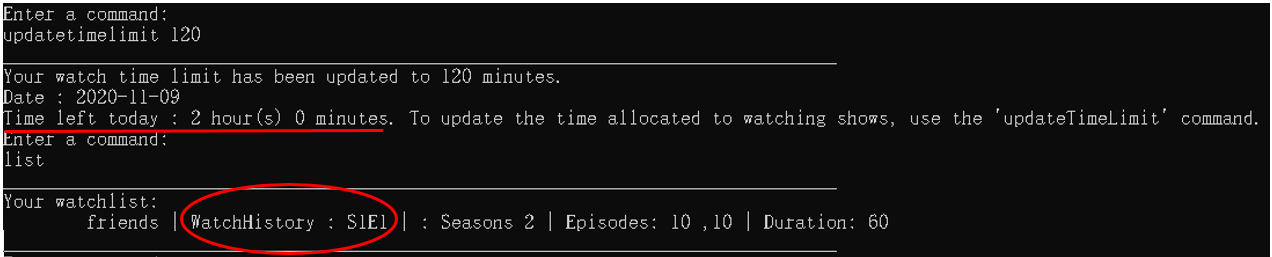 Enter a command:
updatetimelimit 120
Your watch time limit has been updated to 120 minutes.
Date : 2020-11-09
Time left today : 2 hour(s) 0 minutes. To update the time allocated to watching shows, use the 'updateTimeLimit' command.
Enter a command:
list
Your watchlist:
friends | WatchHistory : S1E1 | : Seasons 2 | Episodes: 10 ,10 | Duration: 60